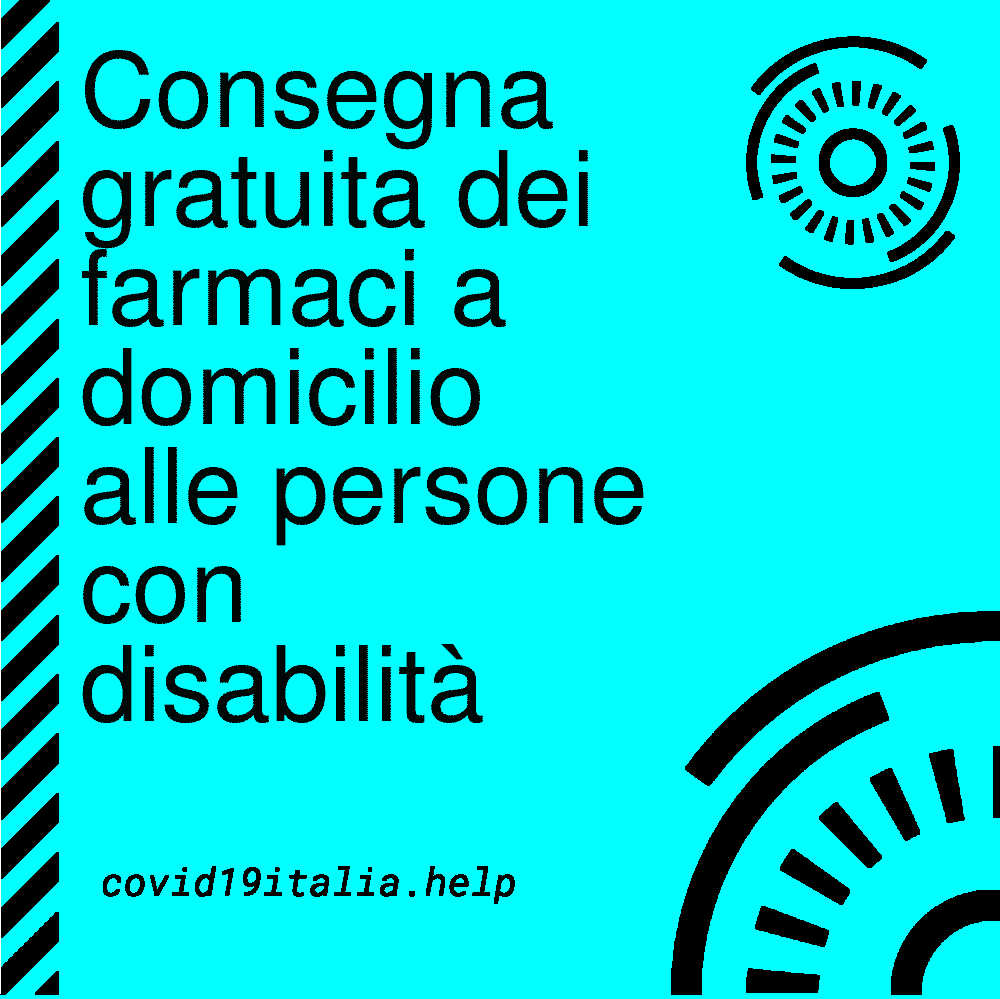 Consegna
gratuita dei
farmaci a
domicilio
alle persone
con
disabilità
covid19italia.help